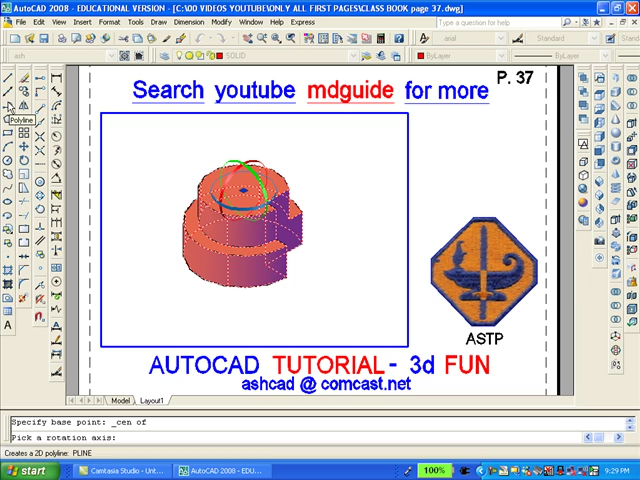 AutoCAD 2008 - EDUCATIONAL VERSION - [C:\00 VIDEOS YOUTUBE\ONLY ALL FIRST PAGES\CLASS BOOK page 37.dwg]
File Edit View Insert Format Tools Draw Dimension Modify Window Help Express
Type a question for help
ash
SOLID
arial
Standard
ByLayer
ByLayer
Polyline
Search youtube mdguide for more
P. 37
ASTP
AUTOCAD TUTORIAL - 3d FUN
ashcad @ comcast.net
Model Layout1
Specify base point: _cen of
Pick a rotation axis:
Creates a 2D polyline: PLINE
start
Camtasia Studio - Unt...
AutoCAD 2008 - EDU...
100%
9:29 PM